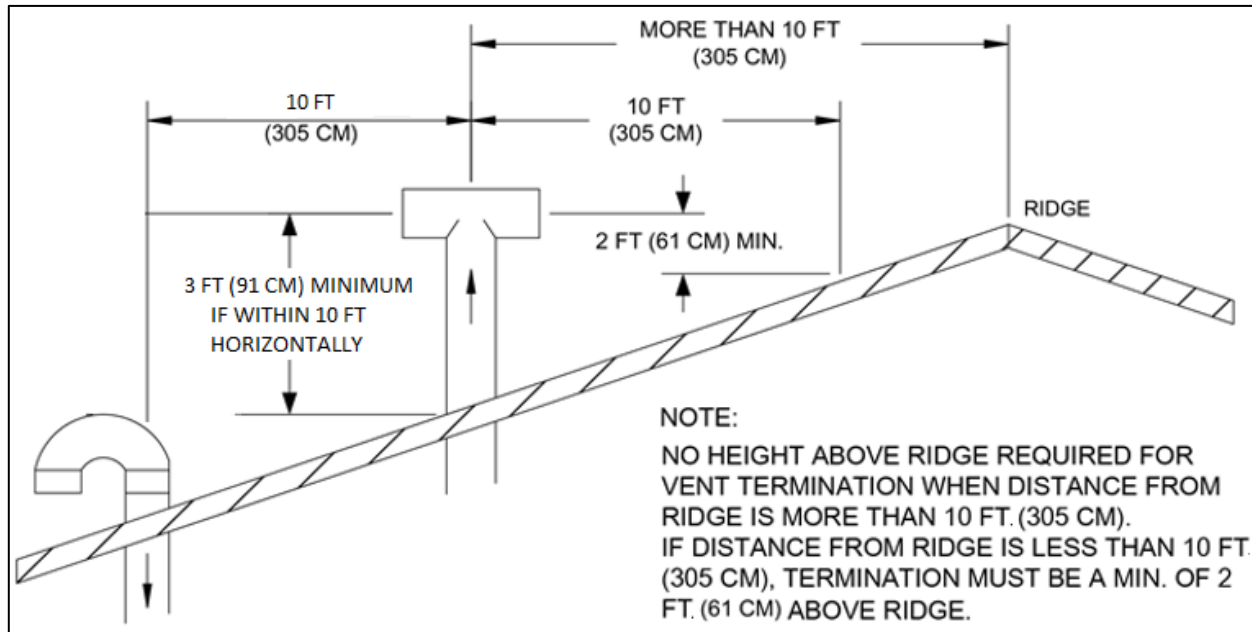 MORE THAN 10 FT
(305 CM)
10 FT
(305 CM)
10 FT
(305 CM)
RIDGE
2 FT (61 CM) MIN.
3 FT (91 CM) MINIMUM
IF WITHIN 10 FT
HORIZONTALLY
NOTE:
NO HEIGHT ABOVE RIDGE REQUIRED FOR
VENT TERMINATION WHEN DISTANCE FROM
RIDGE IS MORE THAN 10 FT. (305 CM).
IF DISTANCE FROM RIDGE IS LESS THAN 10 FT.
(305 CM), TERMINATION MUST BE A MIN. OF 2
FT. (61 CM) ABOVE RIDGE.